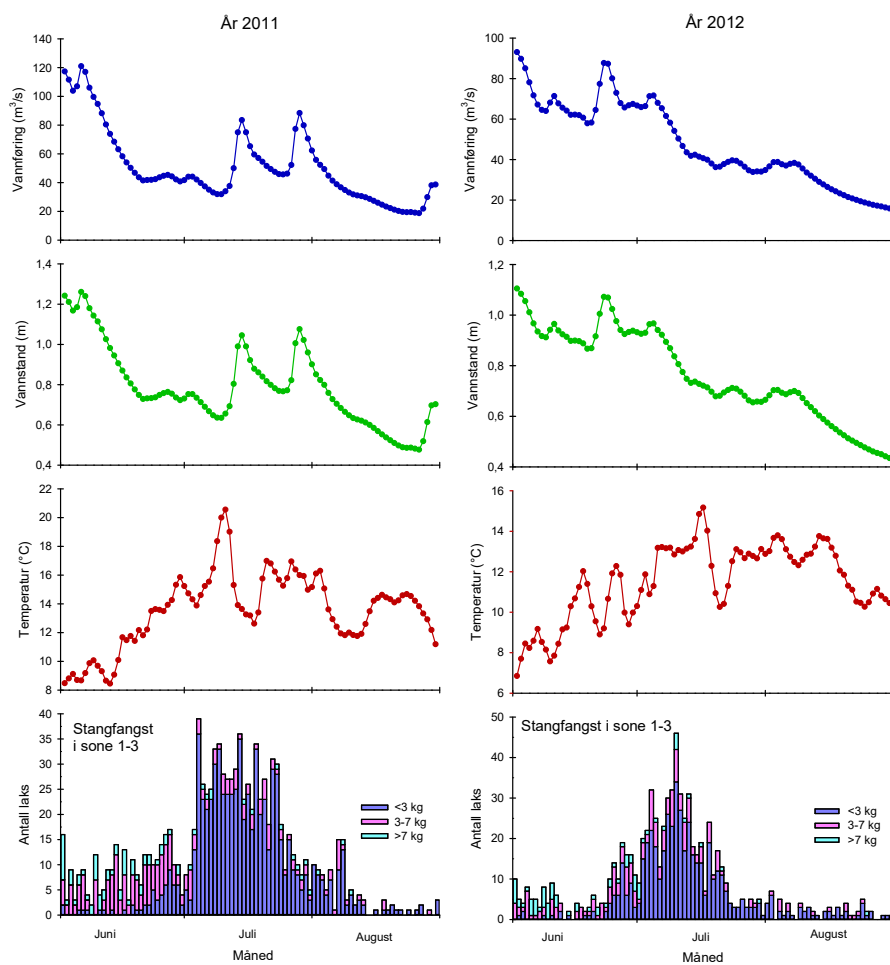 År 2011
140
120
100
80
60
40
20
0
Vannføring (m³/s)
1,4
1,2
1,0
0,8
0,6
0,4
Vannstand (m)
22
20
18
16
14
12
10
8
Temperatur (°C)
40
35
30
25
20
15
10
5
0
Antall laks
Stangfangst
i sone 1-3
<3 kg
3-7 kg
>7 kg
Juni
Juli
August
Måned
År 2012
100
80
60
40
20
0
Vannføring (m³/s)
1,2
1,0
0,8
0,6
0,4
Vannstand (m)
16
14
12
10
8
6
Temperatur (°C)
50
40
30
20
10
0
Antall laks
Stangfangst i sone 1-3
<3 kg
3-7 kg
>7 kg
Juni
Juli
August
Måned